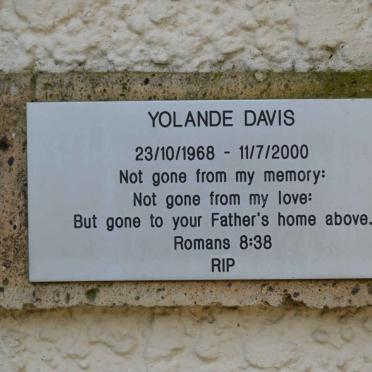 YOLANDE DAVIS
23/10/1968 - 11/7/2000
Not gone from my memory:
Not gone from my love:
But gone to your Father's home above.
Romans 8:38
RIP